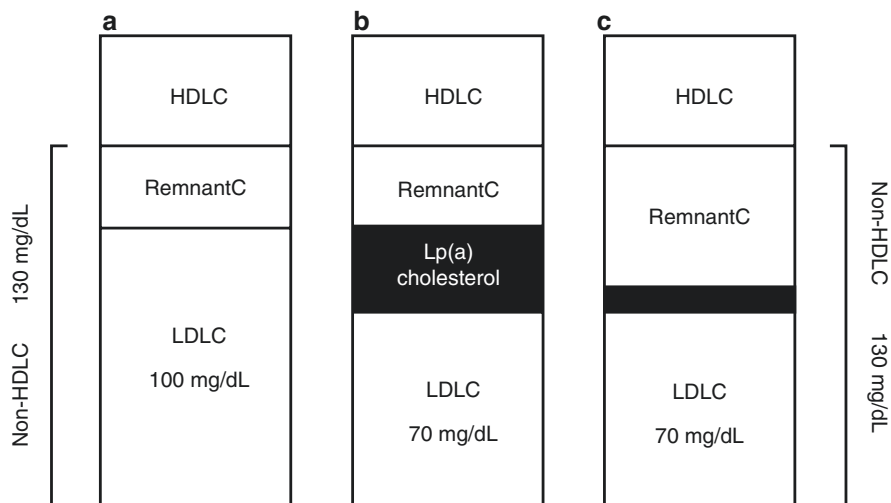 a
b
c
HDLC
HDLC
HDLC
RemnantC
RemnantC
RemnantC
Lp(a)
cholesterol
LDLC
100 mg/dL
LDLC
70 mg/dL
LDLC
70 mg/dL
Non-HDLC 130 mg/dL
Non-HDLC 130 mg/dL